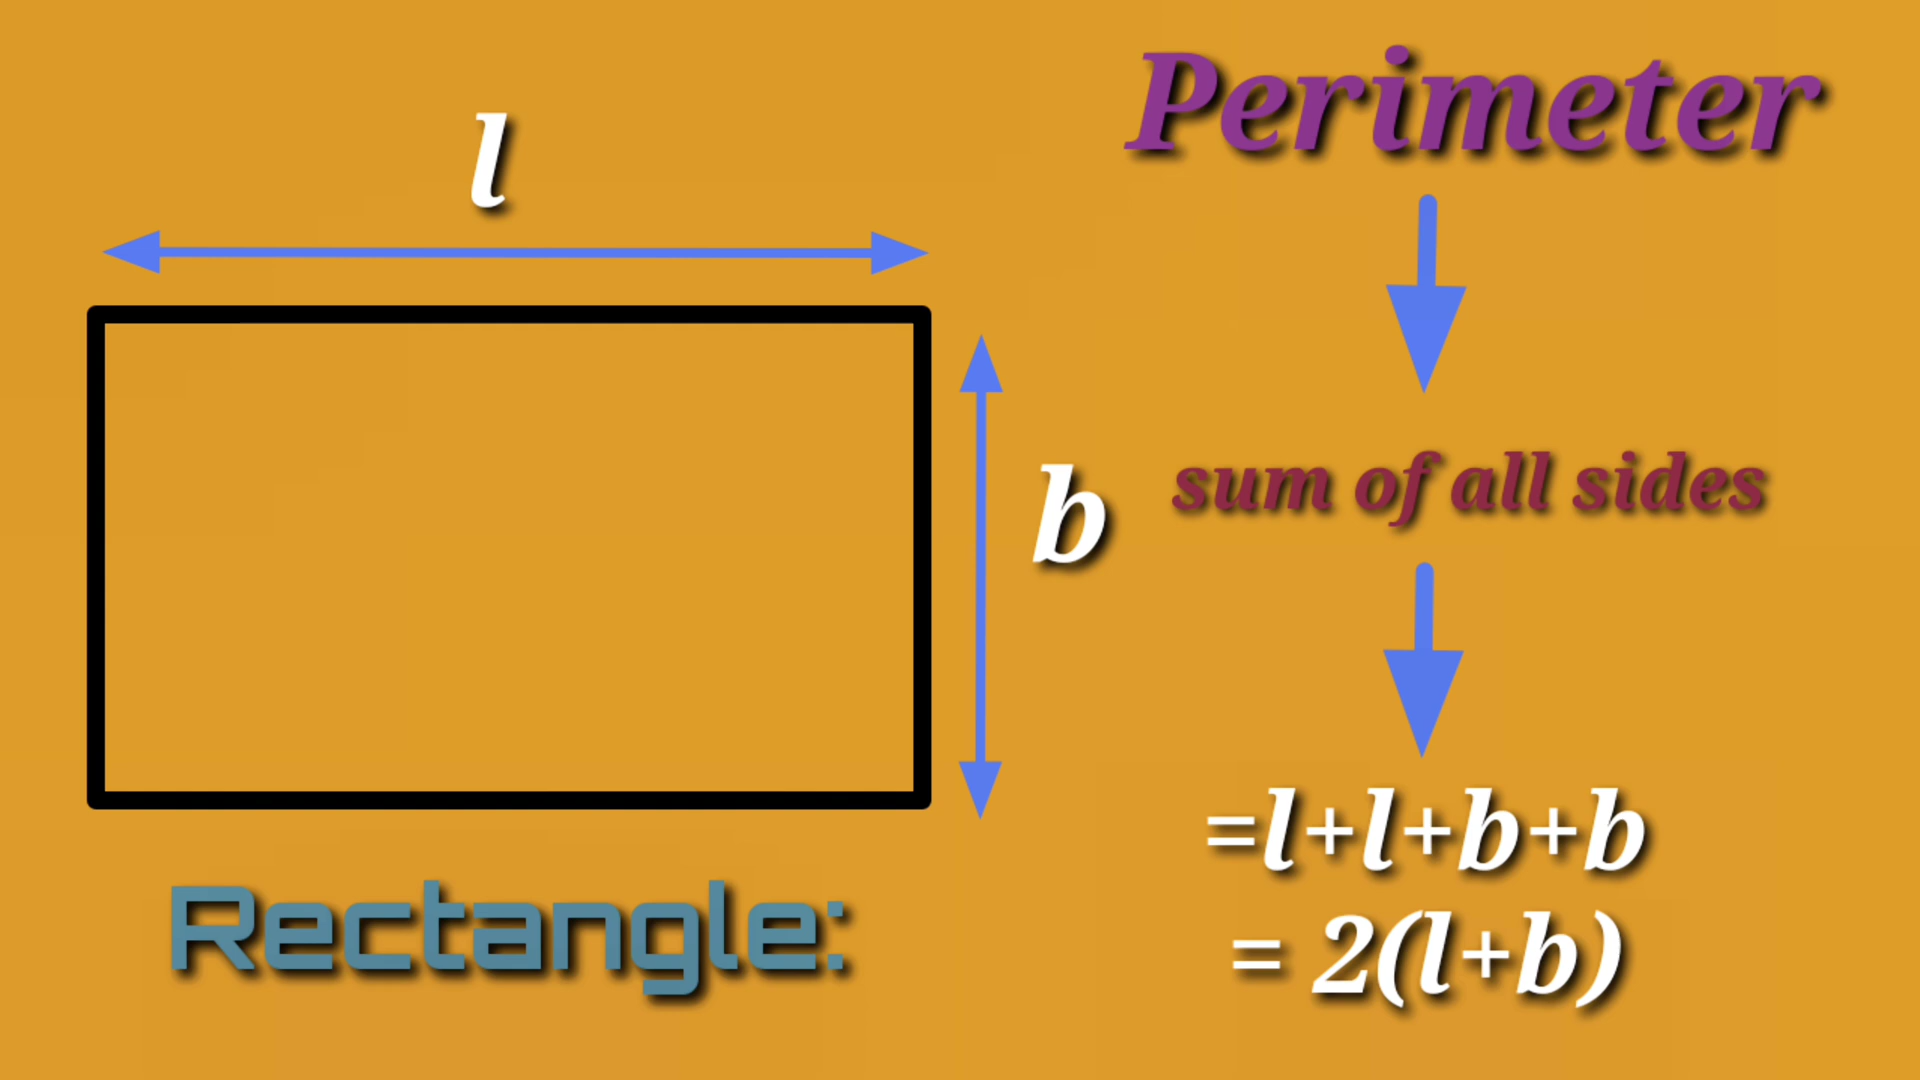 l
b
Rectangle:
Perimeter
sum of all sides
=l+l+b+b
= 2(l+b)